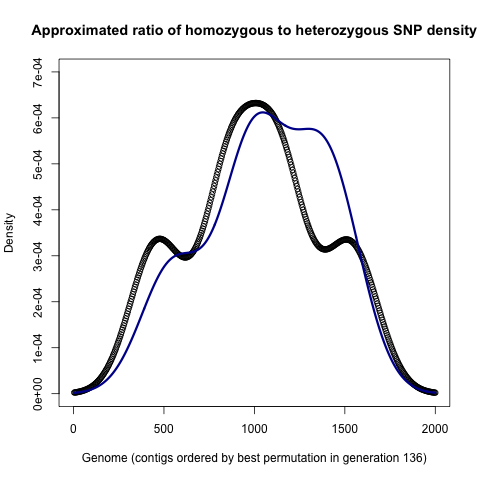 Approximated ratio of homozygous to heterozygous SNP density
7e-04
6e-04
5e-04
4e-04
3e-04
2e-04
1e-04
0e+00
Density
0 500 1000 1500 2000
Genome (contigs ordered by best permutation in generation 136)